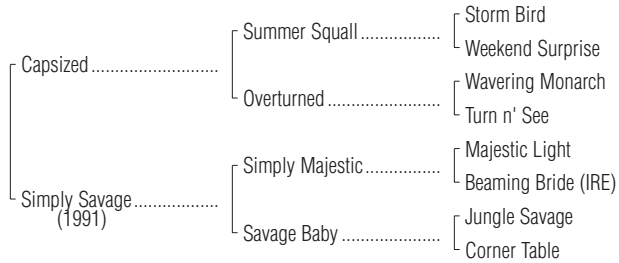 Storm Bird
Summer Squall
Weekend Surprise
Capsized
Wavering Monarch
Overturned
Turn n' See
Majestic Light
Simply Majestic
Beaming Bride (IRE)
Simply Savage
(1991)
Jungle Savage
Savage Baby
Corner Table